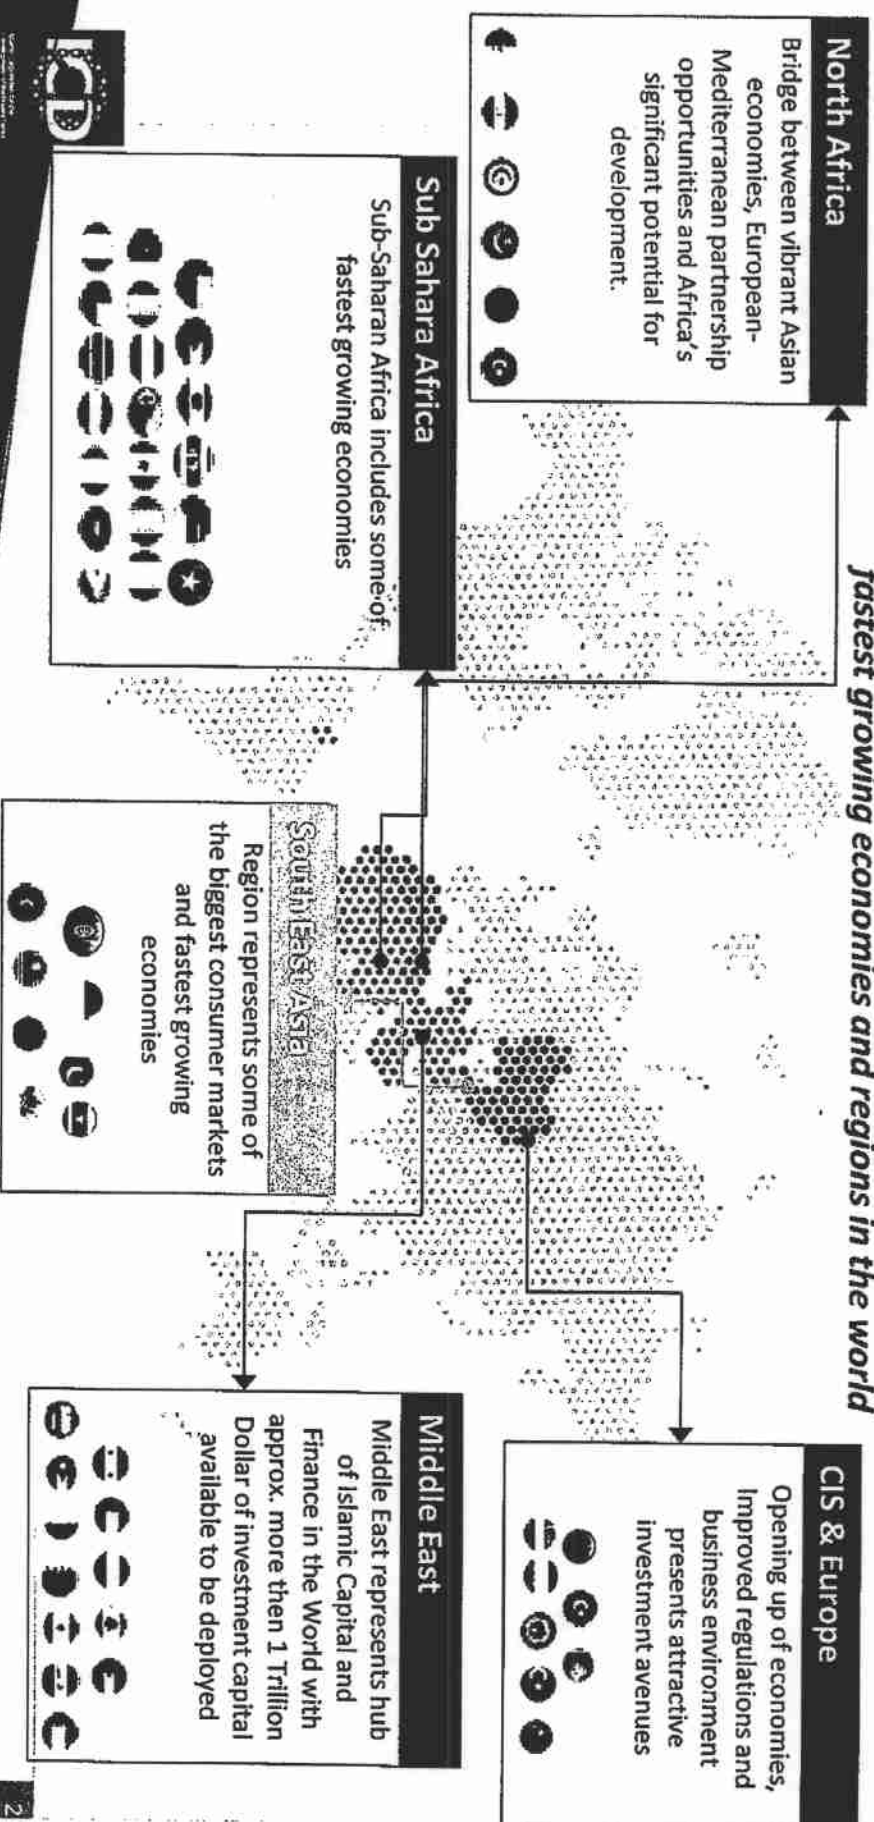 fastest growing economies and regions in the world
North Africa
Bridge between vibrant Asian
economies, European-
Mediterranean partnership
opportunities and Africa's
significant potential for
development.
CIS & Europe
Opening up of economies,
Improved regulations and
business environment
presents attractive
investment avenues
Sub Sahara Africa
Sub-Saharan Africa includes some of
fastest growing economies
Middle East
Middle East represents hub
of Islamic Capital and
Finance in the World with
approx. more then 1 Trillion
Dollar of investment capital
available to be deployed
South East Asia
Region represents some of
the biggest consumer markets
and fastest growing
economies
ICD
2